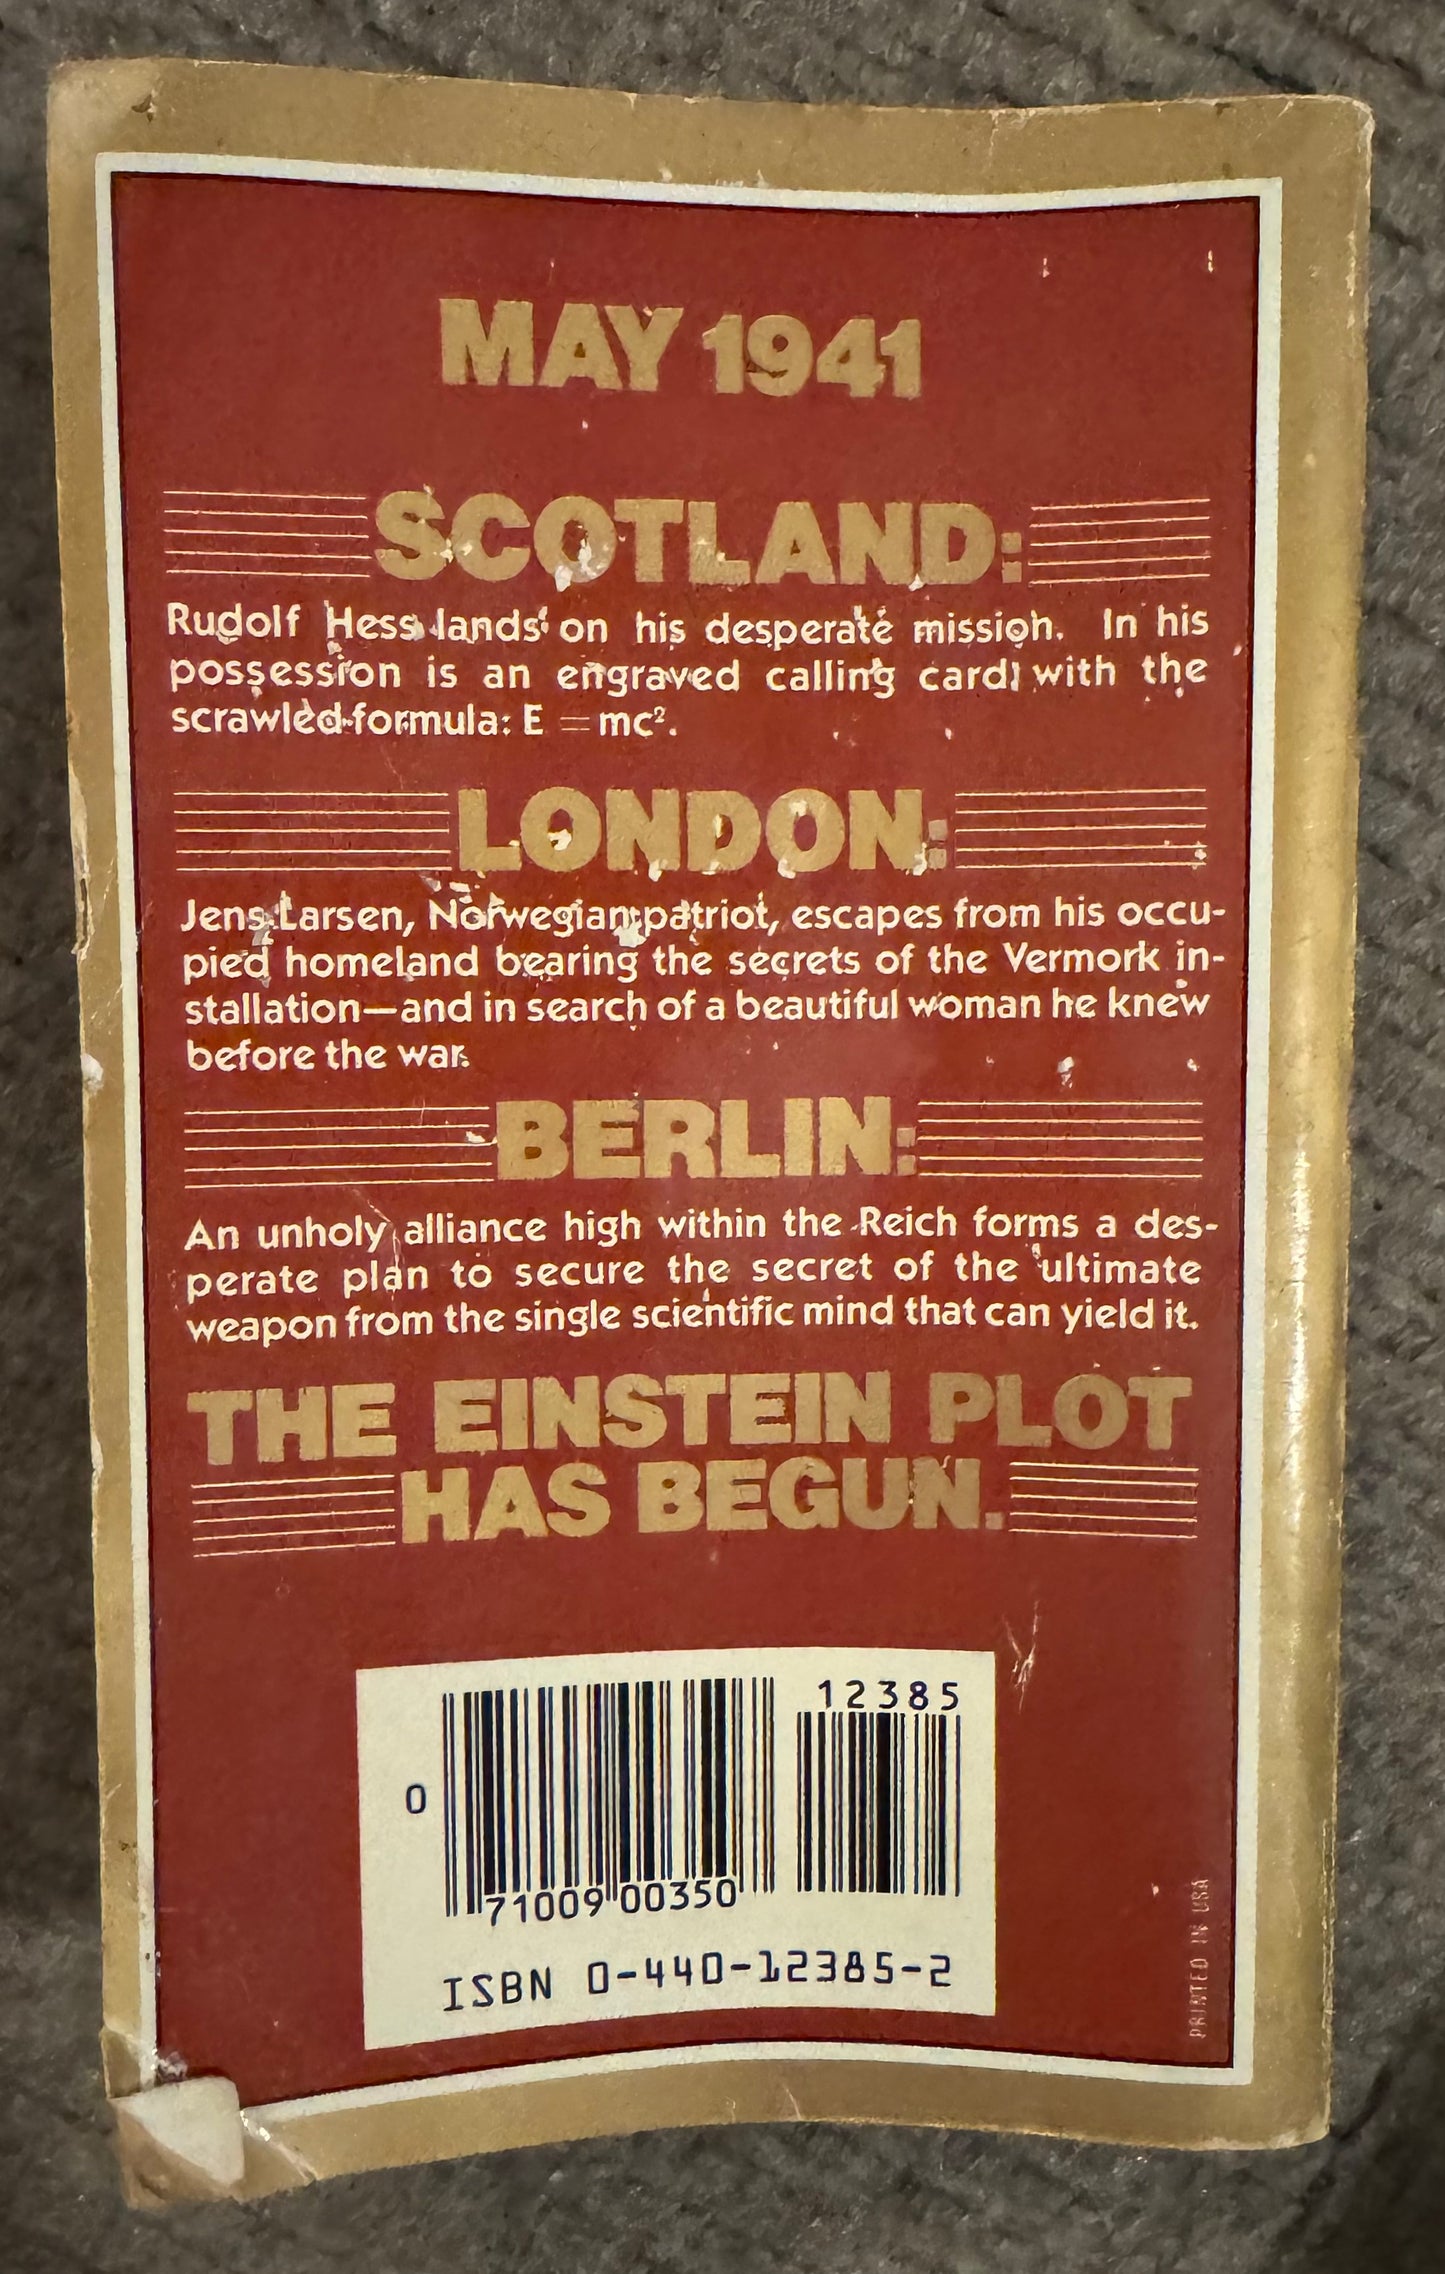 MAY 1941
SCOTLAND:
Rudolf Hess lands on his desperate mission. In his
possession is an engraved calling card with the
scrawled formula: E = mc².
LONDON:
Jens Larsen, Norwegian patriot, escapes from his occu-
pied homeland bearing the secrets of the Vermork in-
stallation—and in search of a beautiful woman he knew
before the war.
BERLIN:
An unholy alliance high within the Reich forms a des-
perate plan to secure the secret of the ultimate
weapon from the single scientific mind that can yield it.
THE EINSTEIN PLOT
HAS BEGUN.
12385
0
71009 00350
ISBN 0-440-12385-2
PRINTED IN USA